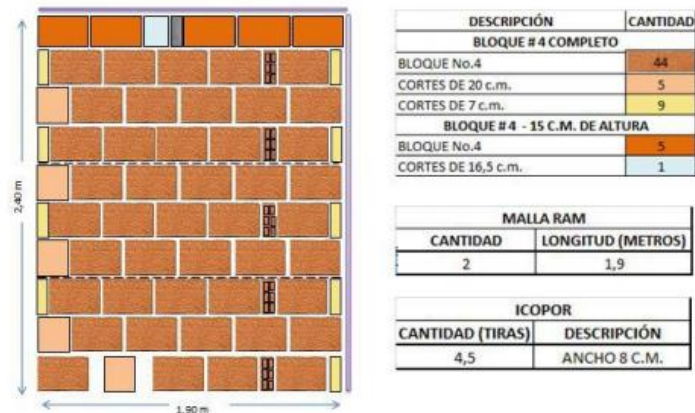 2,40 m
1.90 m
DESCRIPCIÓN CANTIDAD
BLOQUE # 4 COMPLETO
BLOQUE No.4 44
CORTES DE 20 c.m. 5
CORTES DE 7 c.m. 9
BLOQUE # 4 - 15 C.M. DE ALTURA
BLOQUE No.4 5
CORTES DE 16,5 c.m. 1
MALLA RAM
CANTIDAD LONGITUD (METROS)
2 1,9
ICOPOR
CANTIDAD (TIRAS) DESCRIPCIÓN
4,5 ANCHO 8 C.M.